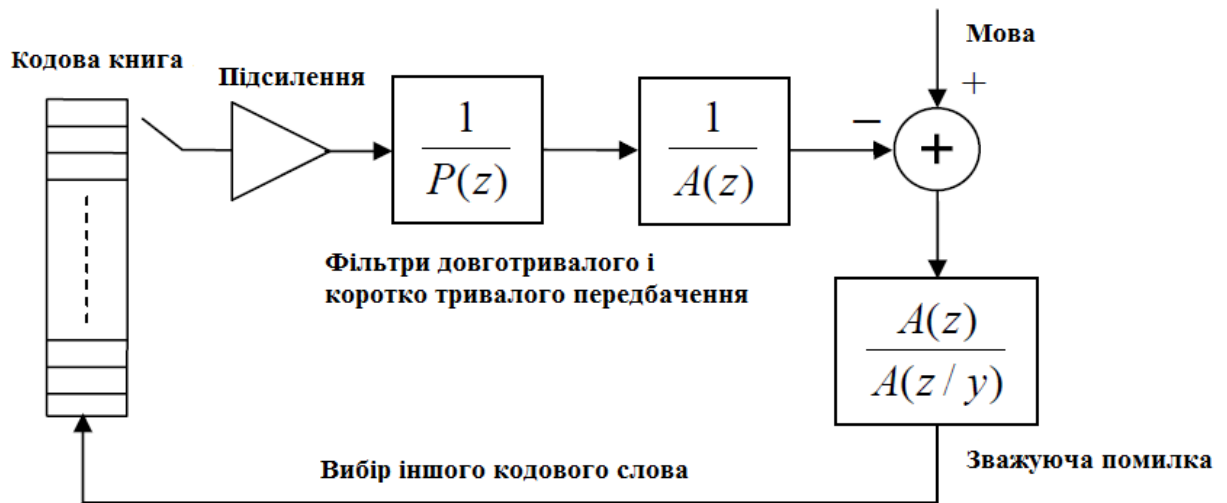 Кодова книга
Підсилення
Мова
+
−
1
P(z)
1
A(z)
+
Фільтри довготривалого і
коротко тривалого передбачення
A(z)
A(z / y)
Вибір іншого кодового слова
Зважуюча помилка